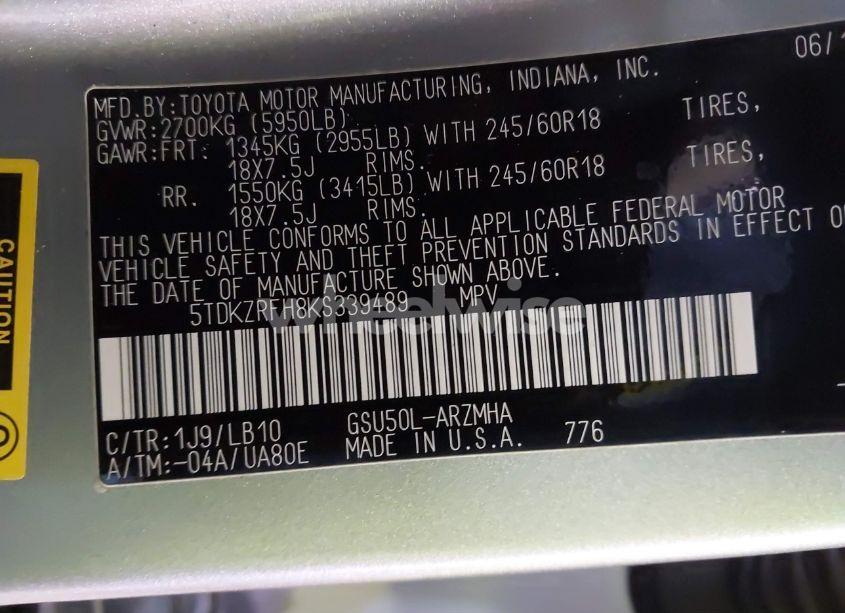 06/1
MFD.BY:TOYOTA MOTOR MANUFACTURING, INDIANA, INC.
GVWR:2700KG (5950LB)
GAWR:FRT: 1345KG (2955LB) WITH 245/60R18 TIRES,
18X7.5J RIMS.
RR. 1550KG (3415LB) WITH 245/60R18 TIRES,
18X7.5J RIMS.
THIS VEHICLE CONFORMS TO ALL APPLICABLE FEDERAL MOTOR
VEHICLE SAFETY AND THEFT PREVENTION STANDARDS IN EFFECT O
THE DATE OF MANUFACTURE SHOWN ABOVE.
5TDKZRFH8KS339489 MPV
wheelwise
C/TR:1J9/LB10 GSU50L-ARZMHA
A/TM:-04A/UA80E MADE IN U.S.A. 776
CAUTION